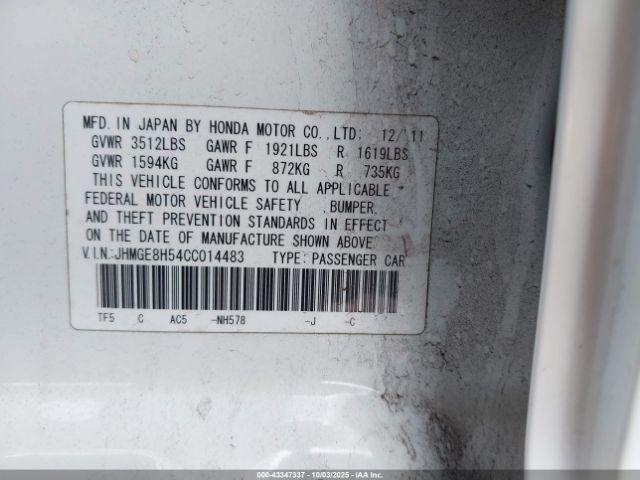 MFD. IN JAPAN BY HONDA MOTOR CO., LTD: 12/11
GVWR 3512LBS GAWR F 1921LBS R 1619LBS
GVWR 1594KG GAWR F 872KG R 735KG
THIS VEHICLE CONFORMS TO ALL APPLICABLE
FEDERAL MOTOR VEHICLE SAFETY ,BUMPER,
AND THEFT PREVENTION STANDARDS IN EFFECT
ON THE DATE OF MANUFACTURE SHOWN ABOVE.
V.I.N.:JHMGE8H54CC014483 TYPE: PASSENGER CAR
TF5 C AC5 -NH578 -J -C
000-43347337 - 10/03/2025 - IAA